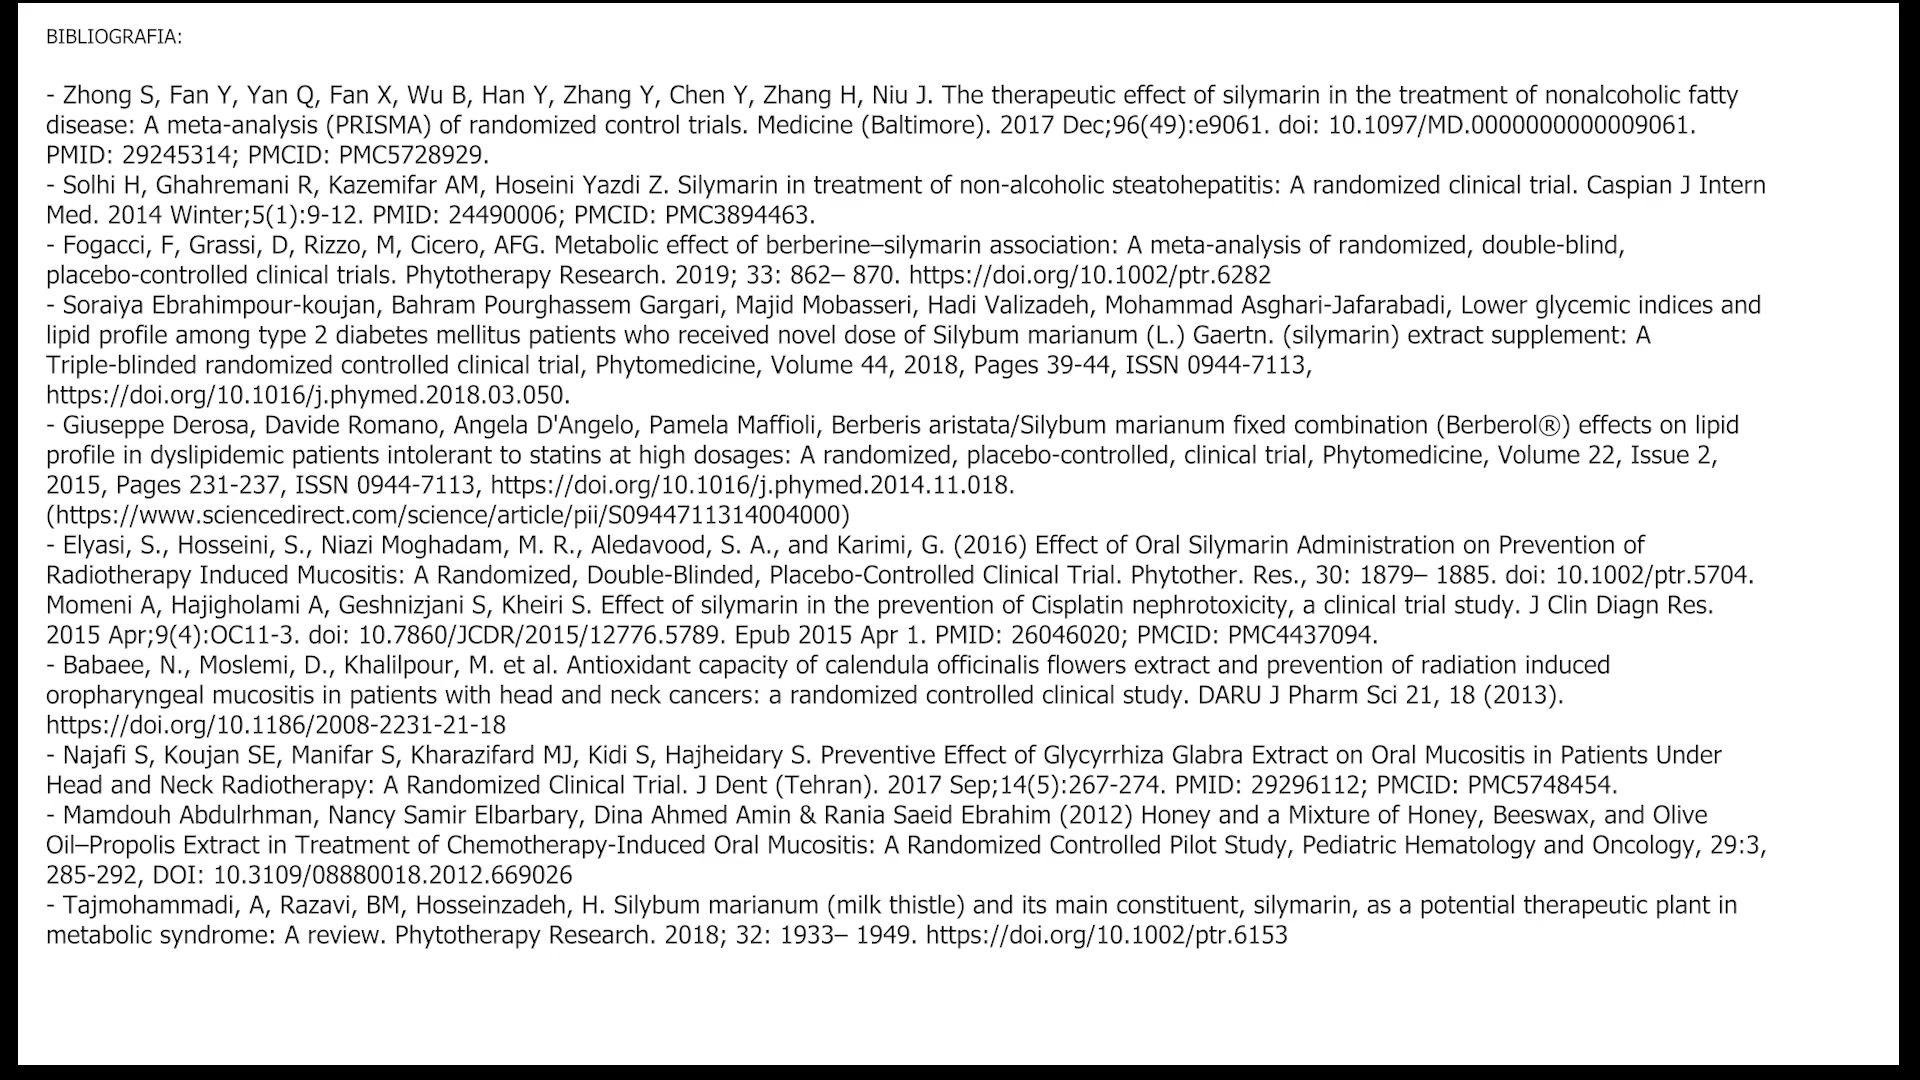 BIBLIOGRAFIA:
- Zhong S, Fan Y, Yan Q, Fan X, Wu B, Han Y, Zhang Y, Chen Y, Zhang H, Niu J. The therapeutic effect of silymarin in the treatment of nonalcoholic fatty
disease: A meta-analysis (PRISMA) of randomized control trials. Medicine (Baltimore). 2017 Dec;96(49):e9061. doi: 10.1097/MD.0000000000009061.
PMID: 29245314; PMCID: PMC5728929.
- Solhi H, Ghahremani R, Kazemifar AM, Hoseini Yazdi Z. Silymarin in treatment of non-alcoholic steatohepatitis: A randomized clinical trial. Caspian J Intern
Med. 2014 Winter;5(1):9-12. PMID: 24490006; PMCID: PMC3894463.
- Fogacci, F, Grassi, D, Rizzo, M, Cicero, AFG. Metabolic effect of berberine–silymarin association: A meta-analysis of randomized, double-blind,
placebo-controlled clinical trials. Phytotherapy Research. 2019; 33: 862– 870. https://doi.org/10.1002/ptr.6282
- Soraiya Ebrahimpour-koujan, Bahram Pourghassem Gargari, Majid Mobasseri, Hadi Valizadeh, Mohammad Asghari-Jafarabadi, Lower glycemic indices and
lipid profile among type 2 diabetes mellitus patients who received novel dose of Silybum marianum (L.) Gaertn. (silymarin) extract supplement: A
Triple-blinded randomized controlled clinical trial, Phytomedicine, Volume 44, 2018, Pages 39-44, ISSN 0944-7113,
https://doi.org/10.1016/j.phymed.2018.03.050.
- Giuseppe Derosa, Davide Romano, Angela D'Angelo, Pamela Maffioli, Berberis aristata/Silybum marianum fixed combination (Berberol®) effects on lipid
profile in dyslipidemic patients intolerant to statins at high dosages: A randomized, placebo-controlled, clinical trial, Phytomedicine, Volume 22, Issue 2,
2015, Pages 231-237, ISSN 0944-7113, https://doi.org/10.1016/j.phymed.2014.11.018.
(https://www.sciencedirect.com/science/article/pii/S0944711314004000)
- Elyasi, S., Hosseini, S., Niazi Moghadam, M. R., Aledavood, S. A., and Karimi, G. (2016) Effect of Oral Silymarin Administration on Prevention of
Radiotherapy Induced Mucositis: A Randomized, Double-Blinded, Placebo-Controlled Clinical Trial. Phytother. Res., 30: 1879– 1885. doi: 10.1002/ptr.5704.
Momeni A, Hajigholami A, Geshnizjani S, Kheiri S. Effect of silymarin in the prevention of Cisplatin nephrotoxicity, a clinical trial study. J Clin Diagn Res.
2015 Apr;9(4):OC11-3. doi: 10.7860/JCDR/2015/12776.5789. Epub 2015 Apr 1. PMID: 26046020; PMCID: PMC4437094.
- Babaee, N., Moslemi, D., Khalilpour, M. et al. Antioxidant capacity of calendula officinalis flowers extract and prevention of radiation induced
oropharyngeal mucositis in patients with head and neck cancers: a randomized controlled clinical study. DARU J Pharm Sci 21, 18 (2013).
https://doi.org/10.1186/2008-2231-21-18
- Najafi S, Koujan SE, Manifar S, Kharazifard MJ, Kidi S, Hajheidary S. Preventive Effect of Glycyrrhiza Glabra Extract on Oral Mucositis in Patients Under
Head and Neck Radiotherapy: A Randomized Clinical Trial. J Dent (Tehran). 2017 Sep;14(5):267-274. PMID: 29296112; PMCID: PMC5748454.
- Mamdouh Abdulrhman, Nancy Samir Elbarbary, Dina Ahmed Amin & Rania Saeid Ebrahim (2012) Honey and a Mixture of Honey, Beeswax, and Olive
Oil–Propolis Extract in Treatment of Chemotherapy-Induced Oral Mucositis: A Randomized Controlled Pilot Study, Pediatric Hematology and Oncology, 29:3,
285-292, DOI: 10.3109/08880018.2012.669026
- Tajmohammadi, A, Razavi, BM, Hosseinzadeh, H. Silybum marianum (milk thistle) and its main constituent, silymarin, as a potential therapeutic plant in
metabolic syndrome: A review. Phytotherapy Research. 2018; 32: 1933– 1949. https://doi.org/10.1002/ptr.6153